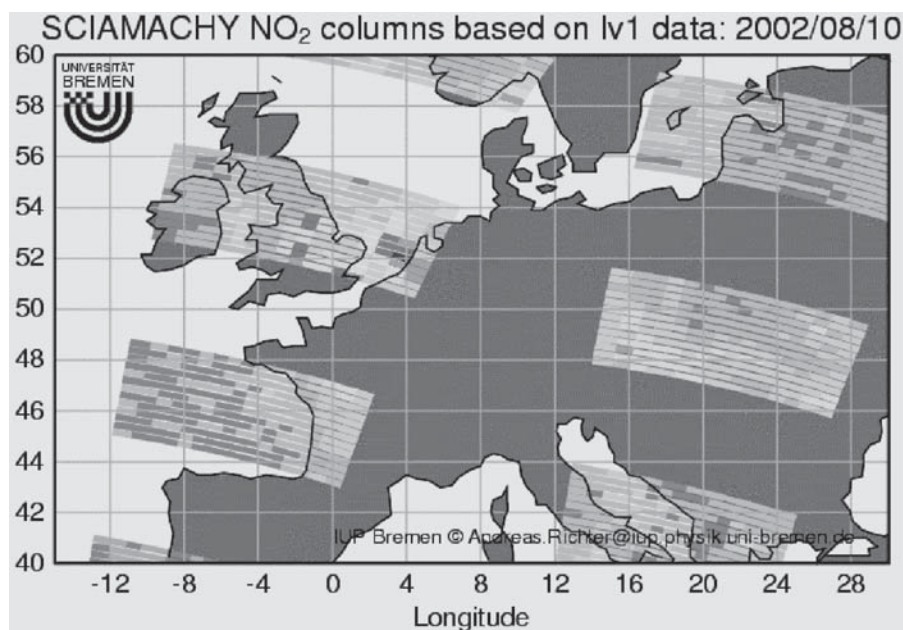 SCIAMACHY NO₂ columns based on lv1 data: 2002/08/10
UNIVERSITÄT
BREMEN
60
58
56
54
52
50
48
46
44
42
40
IUP Bremen © Andreas.Richter@iup.physik.uni-bremen.de
-12 -8 -4 0 4 8 12 16 20 24 28
Longitude